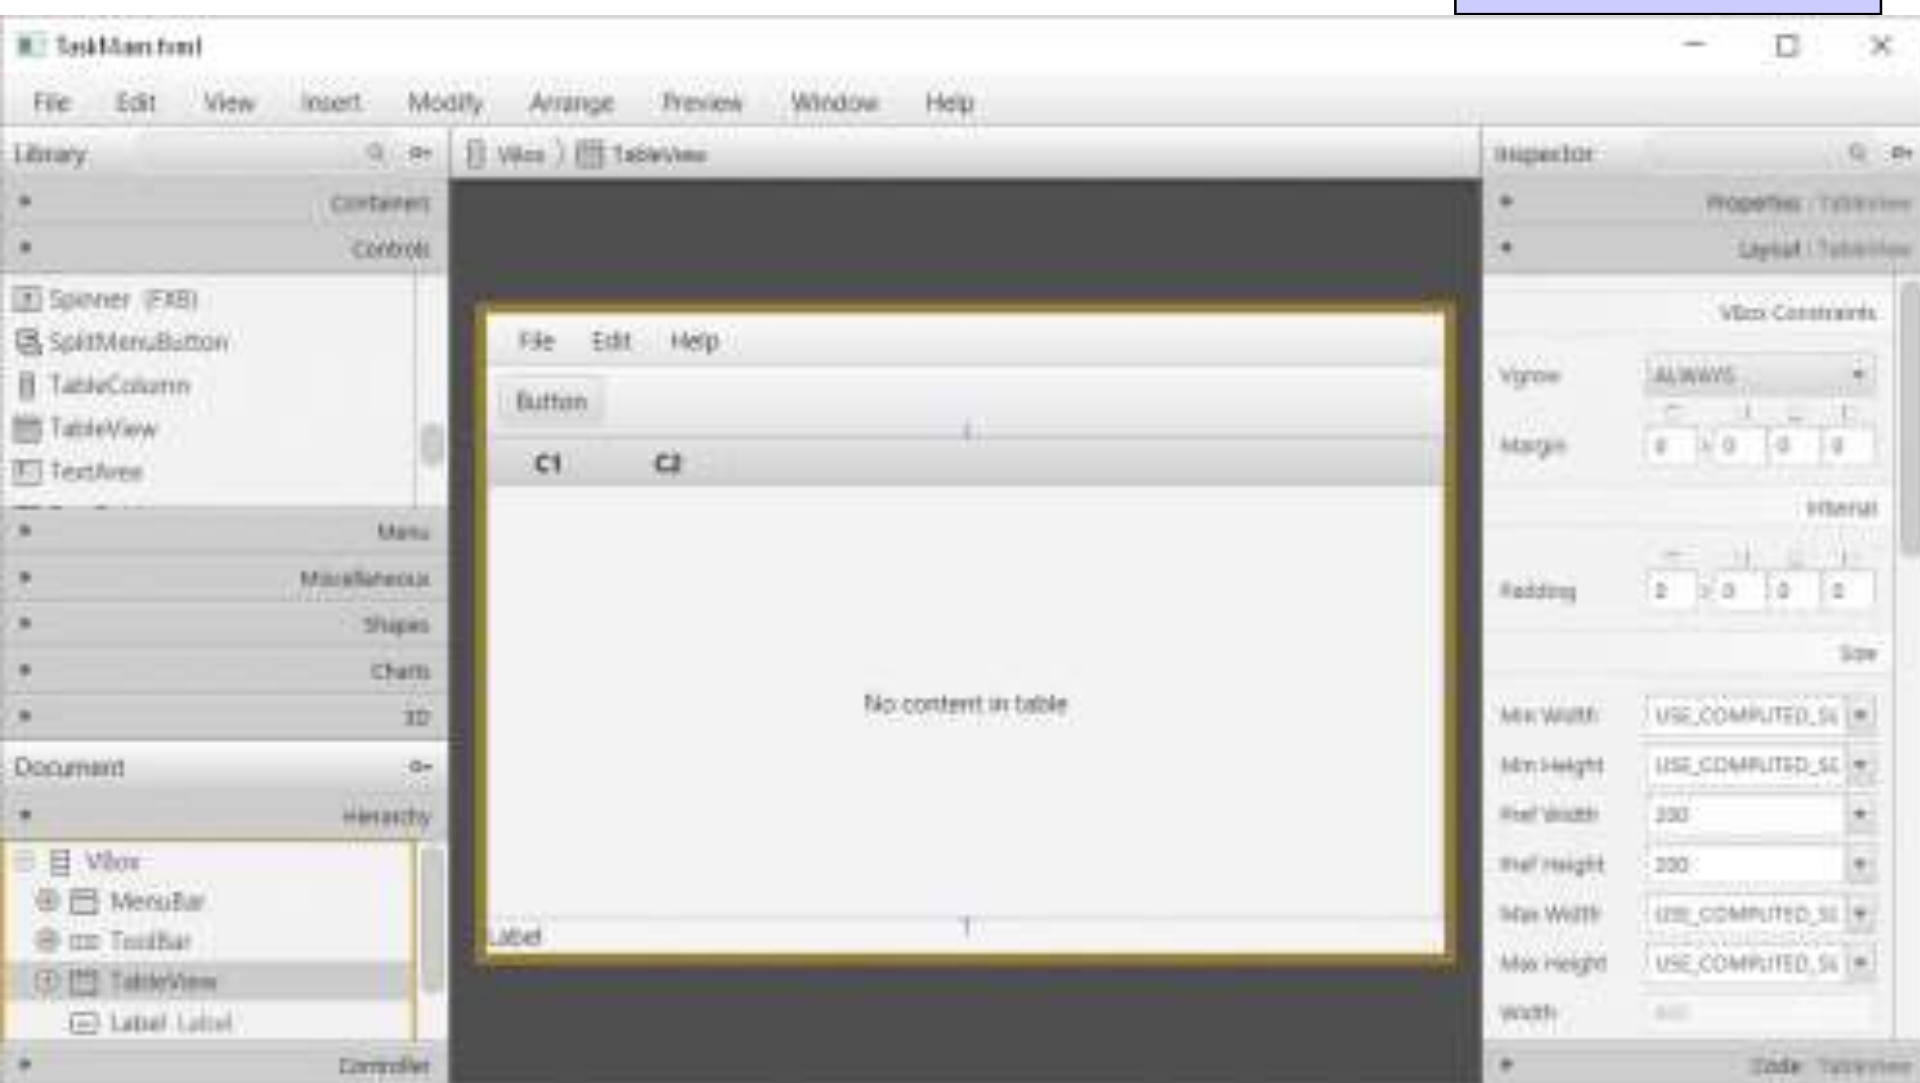 TaskMain.fxml
File Edit View Insert Modify Arrange Preview Window Help
Library
Containers
Controls
Spinner (FX8)
SplitMenuButton
TableColumn
TableView
TextArea
Menu
Miscellaneous
Shapes
Charts
3D
Document
Hierarchy
VBox
MenuBar
ToolBar
TableView
Label Label
Controller
VBox TableView
File Edit Help
Button
C1 C2
No content in table
Label
Inspector
Properties : TableView
Layout : TableView
VBox Constraints
Vgrow ALWAYS
Margin 0 0 0 0
Internal
Padding 0 0 0 0
Size
Min Width USE_COMPUTED_SI
Min Height USE_COMPUTED_SI
Pref Width 200
Pref Height 200
Max Width USE_COMPUTED_SI
Max Height USE_COMPUTED_SI
Width
Code : TableView